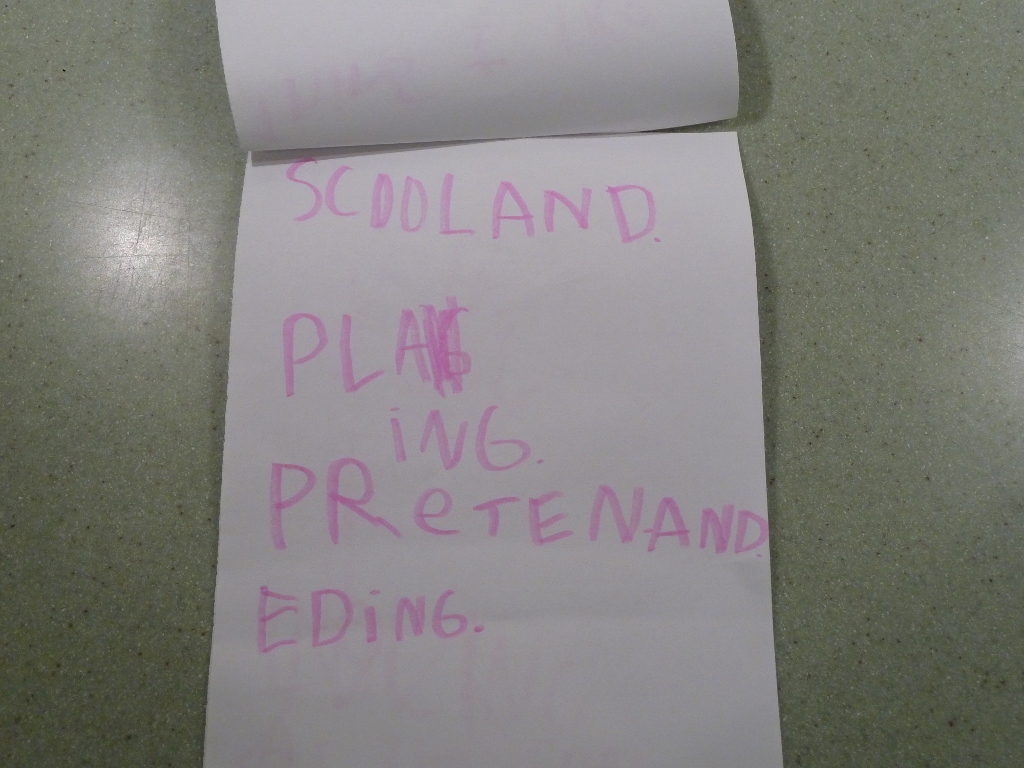 SCOOLAND.
PLA
iNG.
PReTENAND.
EDiNG.